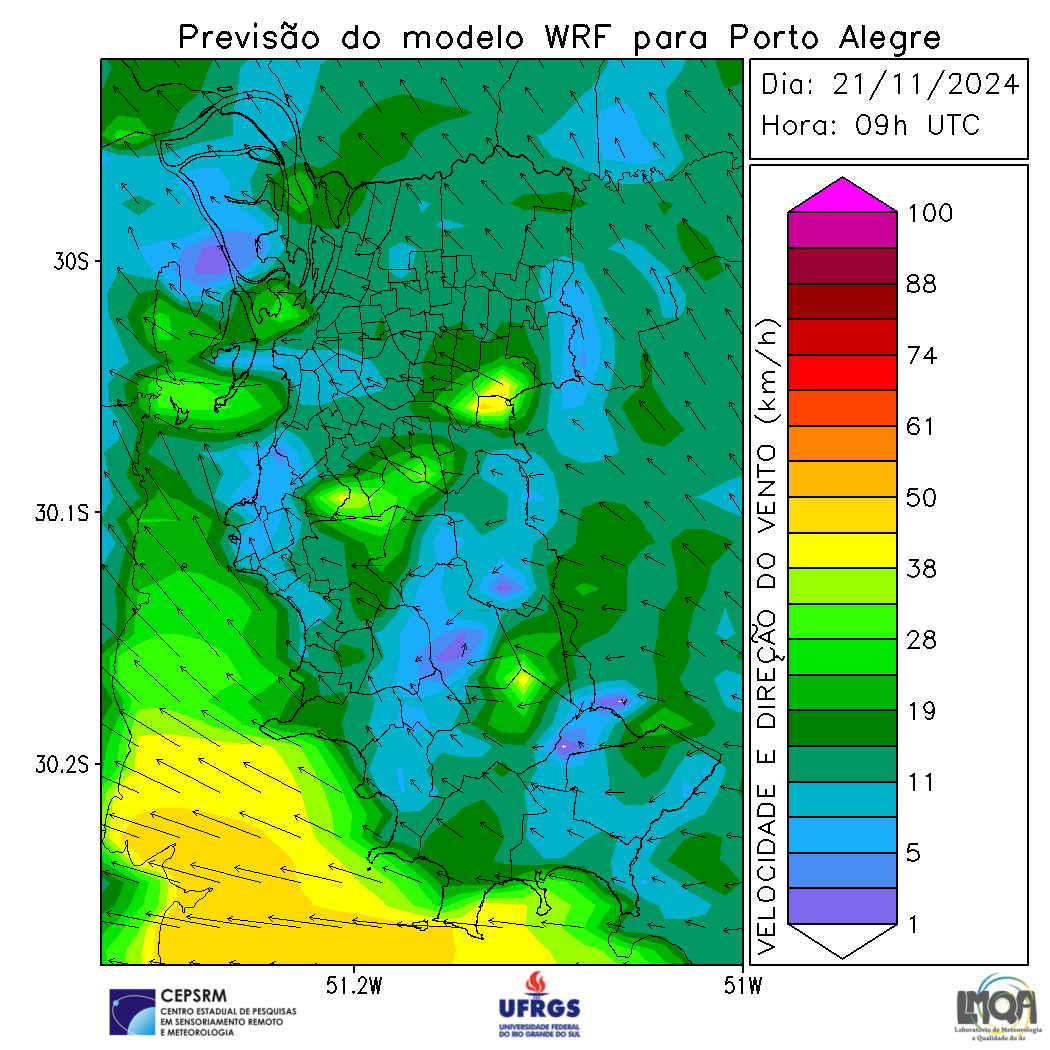 Previsão do modelo WRF para Porto Alegre
Dia: 21/11/2024
Hora: 09h UTC
30S
30.1S
30.2S
51.2W
51W
VELOCIDADE E DIREÇÃO DO VENTO (km/h)
100
88
74
61
50
38
28
19
11
5
1
CEPSRM
CENTRO ESTADUAL DE PESQUISAS
EM SENSORIAMENTO REMOTO
E METEOROLOGIA
UFRGS
UNIVERSIDADE FEDERAL
DO RIO GRANDE DO SUL
LMQA
Laboratório de Meteorologia
e Qualidade do Ar